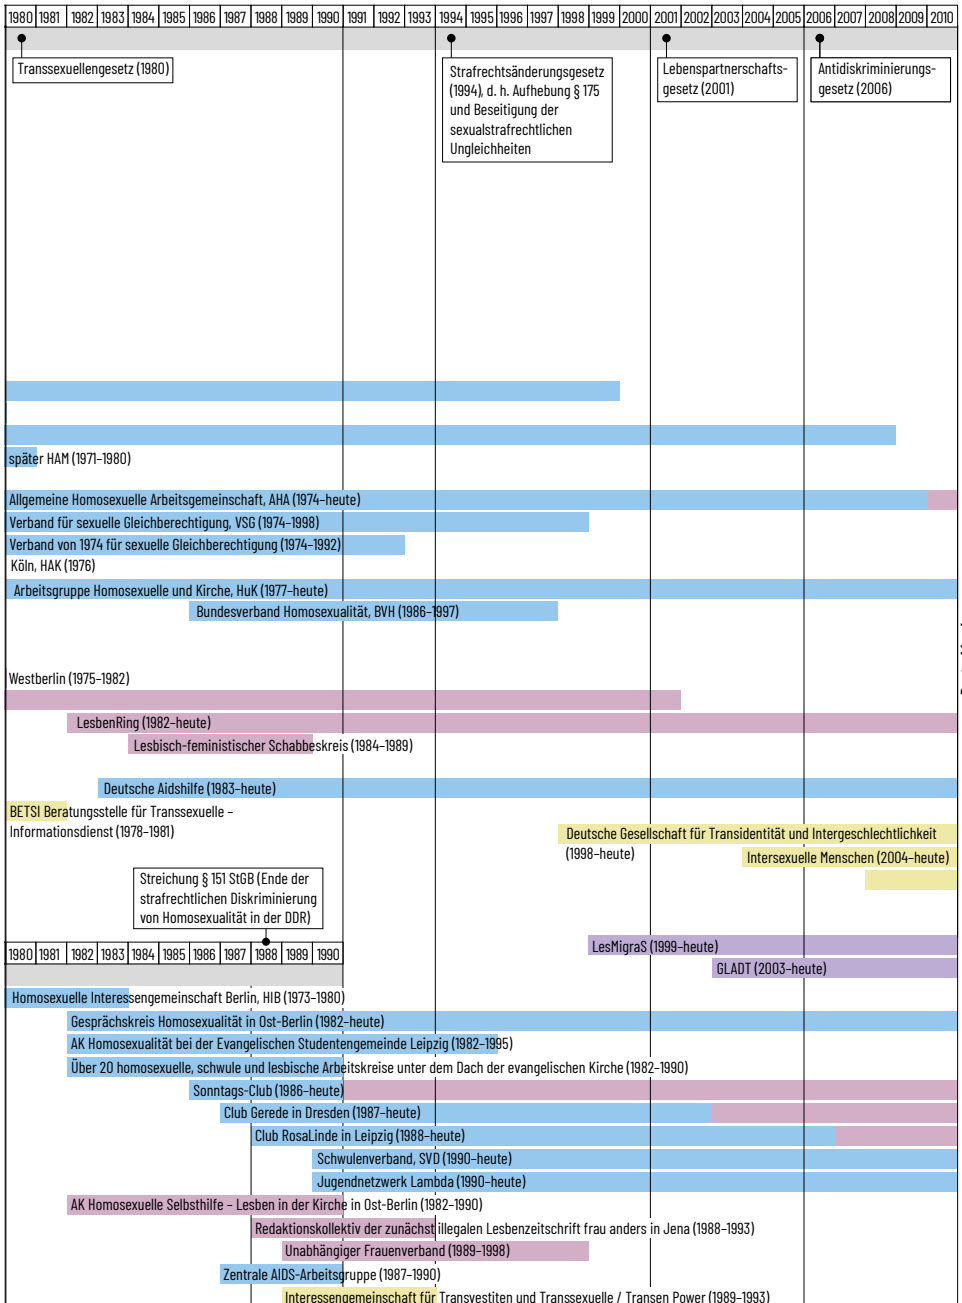 1980 1981 1982 1983 1984 1985 1986 1987 1988 1989 1990 1991 1992 1993 1994 1995 1996 1997 1998 1999 2000 2001 2002 2003 2004 2005 2006 2007 2008 2009 2010
Transsexuellengesetz (1980)
Strafrechtsänderungsgesetz
(1994), d. h. Aufhebung § 175
und Beseitigung der
sexualstrafrechtlichen
Ungleichheiten
Lebenspartnerschafts-
gesetz (2001)
Antidiskriminierungs-
gesetz (2006)
später HAM (1971–1980)
Allgemeine Homosexuelle Arbeitsgemeinschaft, AHA (1974–heute)
Verband für sexuelle Gleichberechtigung, VSG (1974–1998)
Verband von 1974 für sexuelle Gleichberechtigung (1974–1992)
Köln, HAK (1976)
Arbeitsgruppe Homosexuelle und Kirche, HuK (1977–heute)
Bundesverband Homosexualität, BVH (1986–1997)
Westberlin (1975–1982)
LesbenRing (1982–heute)
Lesbisch-feministischer Schabbeskreis (1984–1989)
Deutsche Aidshilfe (1983–heute)
BETSI Beratungsstelle für Transsexuelle –
Informationsdienst (1978–1981)
Deutsche Gesellschaft für Transidentität und Intergeschlechtlichkeit
(1998–heute)
Intersexuelle Menschen (2004–heute)
Streichung § 151 StGB (Ende der
strafrechtlichen Diskriminierung
von Homosexualität in der DDR)
LesMigraS (1999–heute)
GLADT (2003–heute)
1980 1981 1982 1983 1984 1985 1986 1987 1988 1989 1990
Homosexuelle Interessengemeinschaft Berlin, HIB (1973–1980)
Gesprächskreis Homosexualität in Ost-Berlin (1982–heute)
AK Homosexualität bei der Evangelischen Studentengemeinde Leipzig (1982–1995)
Über 20 homosexuelle, schwule und lesbische Arbeitskreise unter dem Dach der evangelischen Kirche (1982–1990)
Sonntags-Club (1986–heute)
Club Gerede in Dresden (1987–heute)
Club RosaLinde in Leipzig (1988–heute)
Schwulenverband, SVD (1990–heute)
Jugendnetzwerk Lambda (1990–heute)
AK Homosexuelle Selbsthilfe – Lesben in der Kirche in Ost-Berlin (1982–1990)
Redaktionskollektiv der zunächst illegalen Lesbenzeitschrift frau anders in Jena (1988–1993)
Unabhängiger Frauenverband (1989–1998)
Zentrale AIDS-Arbeitsgruppe (1987–1990)
Interessengemeinschaft für Transvestiten und Transsexuelle / Transen Power (1989–1993)